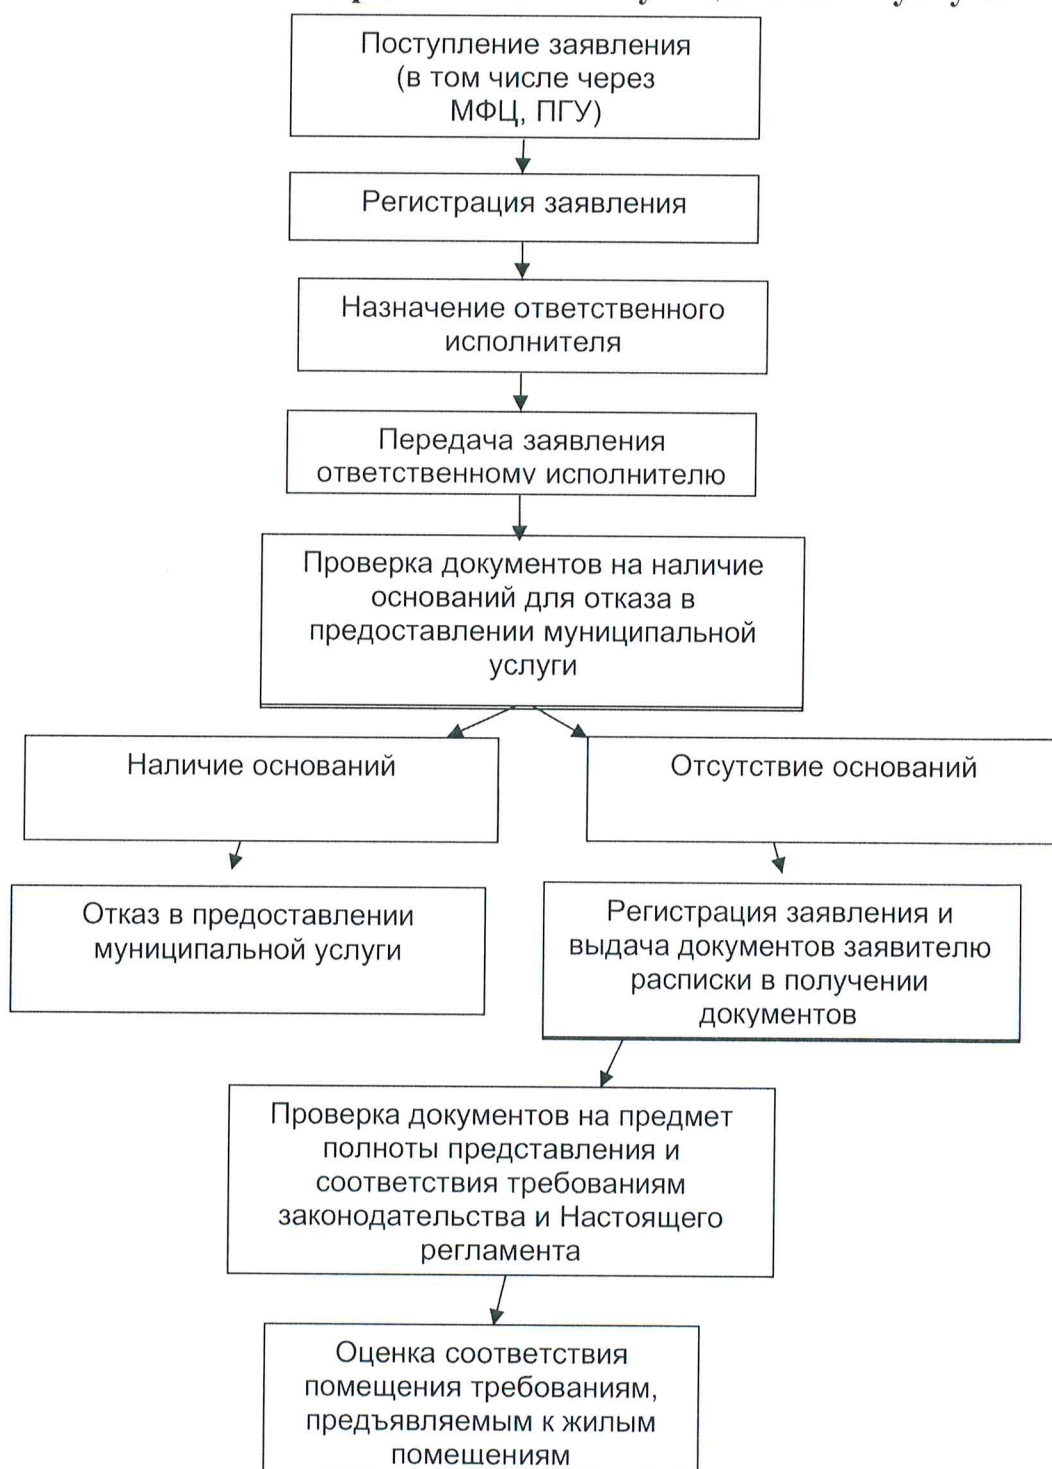 Поступление заявления
(в том числе через
МФЦ, ПГУ)
Регистрация заявления
Назначение ответственного
исполнителя
Передача заявления
ответственному исполнителю
Проверка документов на наличие
оснований для отказа в
предоставлении муниципальной
услуги
Наличие оснований
Отсутствие оснований
Отказ в предоставлении
муниципальной услуги
Регистрация заявления и
выдача документов заявителю
расписки в получении
документов
Проверка документов на предмет
полноты представления и
соответствия требованиям
законодательства и Настоящего
регламента
Оценка соответствия
помещения требованиям,
предъявляемым к жилым
помещениям